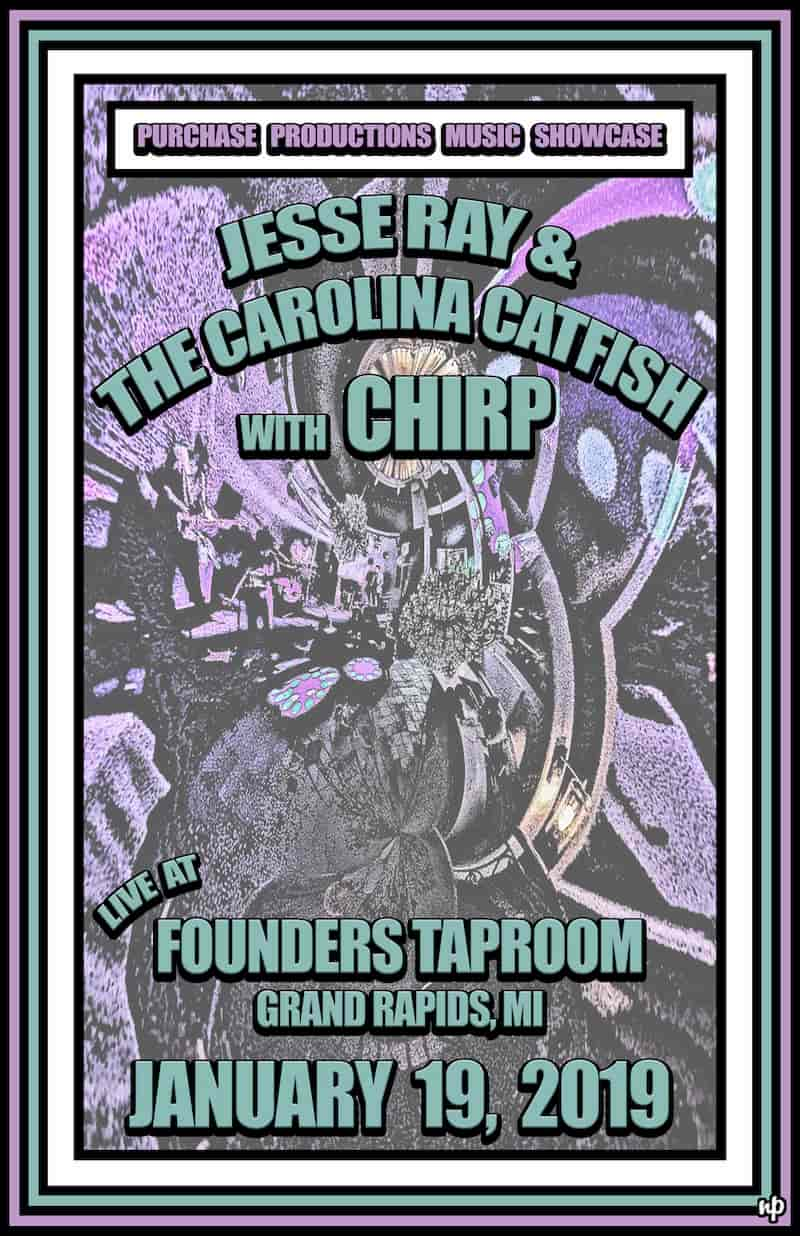 PURCHASE PRODUCTIONS MUSIC SHOWCASE
JESSE RAY &
THE CAROLINA CATFISH
WITH CHIRP
LIVE AT
FOUNDERS TAPROOM
GRAND RAPIDS, MI
JANUARY 19, 2019
np